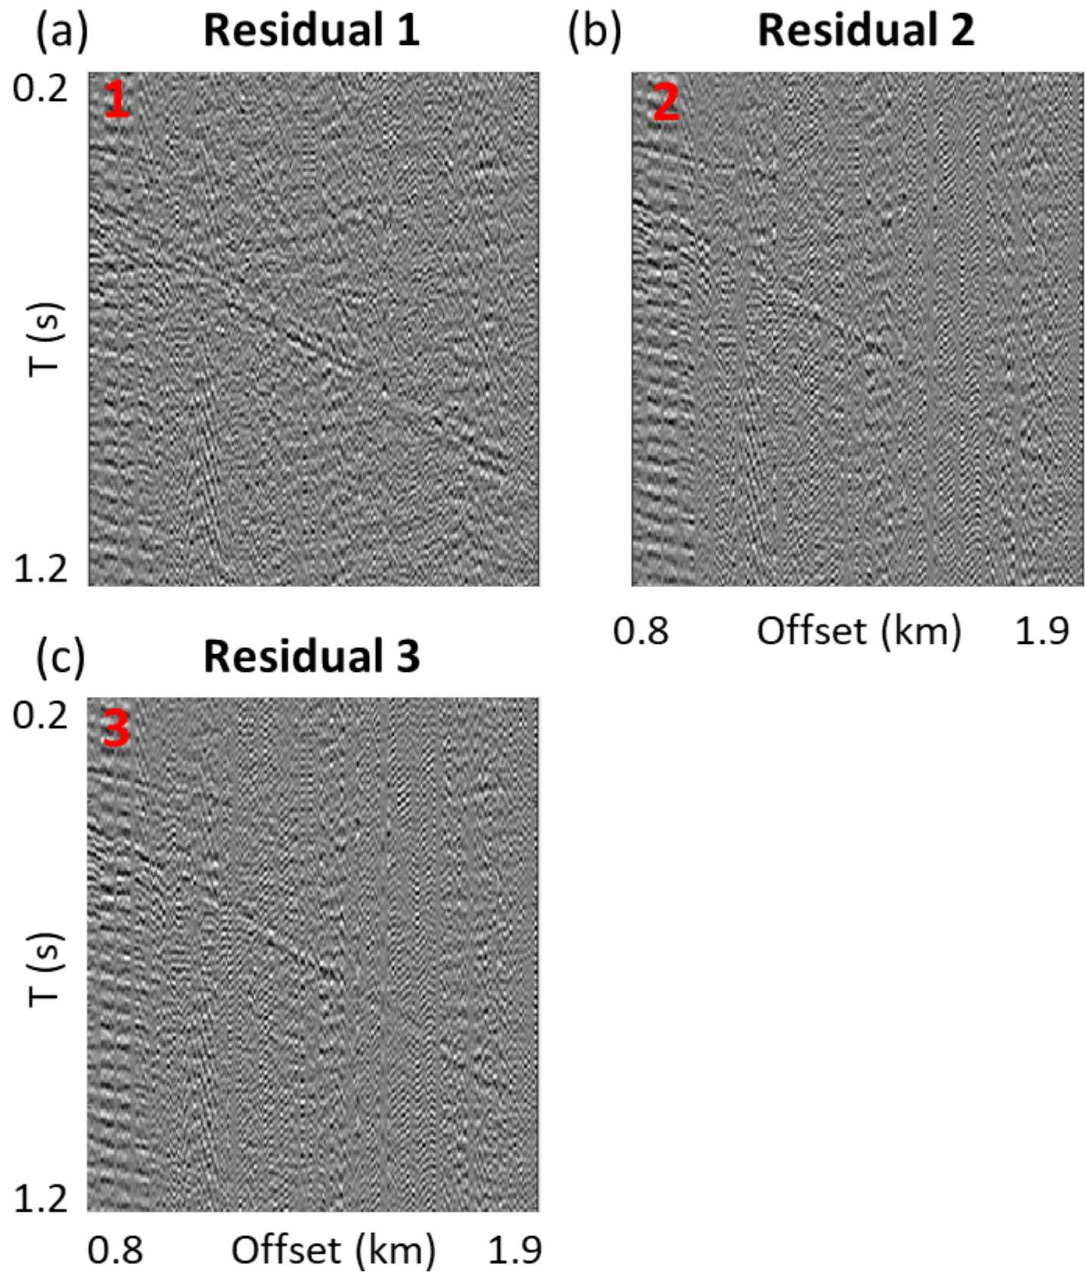 (a) Residual 1
(b) Residual 2
0.2
1
2
T (s)
1.2
0.8 Offset (km) 1.9
(c) Residual 3
0.2
3
T (s)
1.2
0.8 Offset (km) 1.9